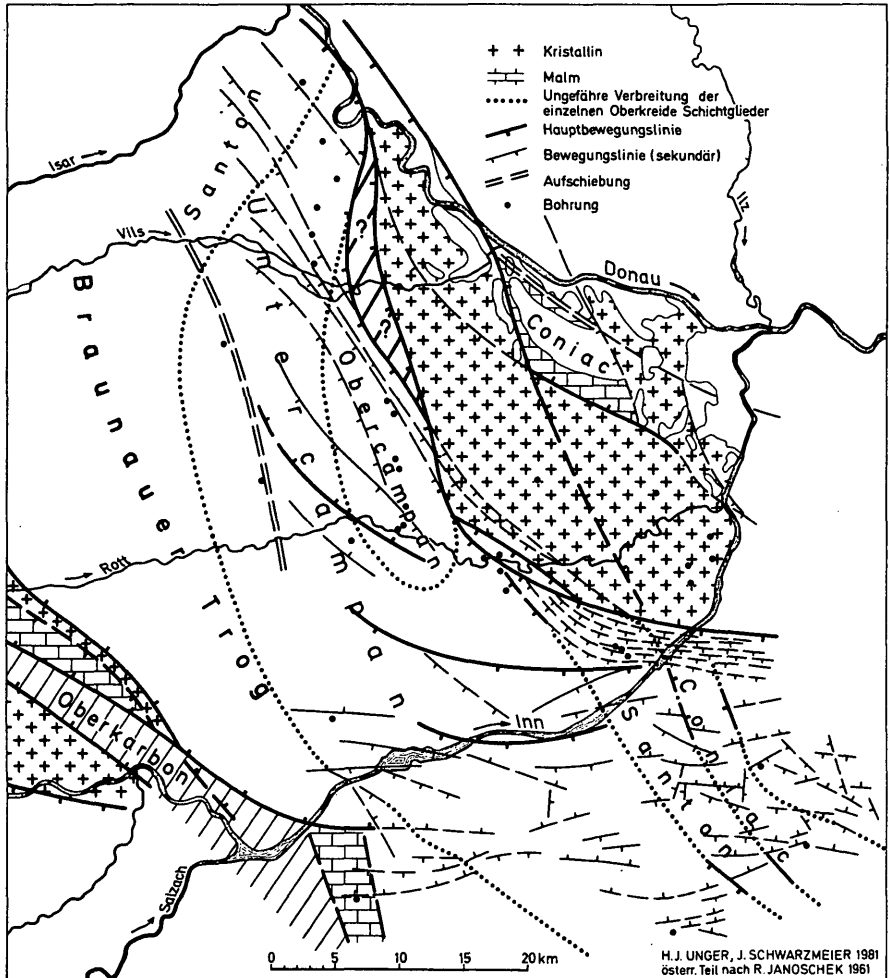 Kristallin
Malm
Ungefähre Verbreitung der
einzelnen Oberkreide Schichtglieder
Hauptbewegungslinie
Bewegungslinie (sekundär)
Aufschiebung
Bohrung
Isar
Santon
Ilz
Vils
?
Donau
Braunauer Trog
Untercampan
?
Obercampan
Coniac
Rott
Oberkarbon
Inn
Santon
Coniac
Salzach
0 5 10 15 20 km
H.J. UNGER, J. SCHWARZMEIER 1981
österr. Teil nach R. JANOSCHEK 1961